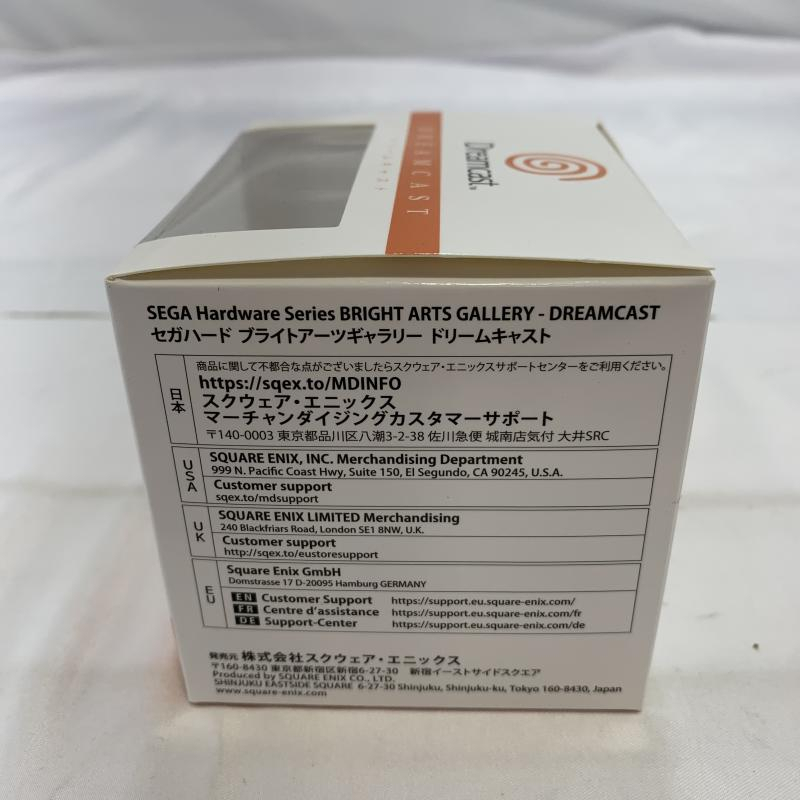 Dreamcast™
DREAMCAST
ドリームキャスト
SEGA Hardware Series BRIGHT ARTS GALLERY - DREAMCAST
セガハード ブライトアーツギャラリー ドリームキャスト
日本
商品に関して不都合な点がございましたらスクウェア・エニックスサポートセンターをご利用ください。
https://sqex.to/MDINFO
スクウェア・エニックス
マーチャンダイジングカスタマーサポート
〒140-0003 東京都品川区八潮3-2-38 佐川急便 城南店気付 大井SRC
USA
SQUARE ENIX, INC. Merchandising Department
999 N. Pacific Coast Hwy, Suite 150, El Segundo, CA 90245, U.S.A.
Customer support
sqex.to/mdsupport
UK
SQUARE ENIX LIMITED Merchandising
240 Blackfriars Road, London SE1 8NW, U.K.
Customer support
http://sqex.to/eustoresupport
EU
Square Enix GmbH
Domstrasse 17 D-20095 Hamburg GERMANY
EN Customer Support https://support.eu.square-enix.com/
FR Centre d'assistance https://support.eu.square-enix.com/fr
DE Support-Center https://support.eu.square-enix.com/de
発売元 株式会社スクウェア・エニックス
〒160-8430 東京都新宿区新宿6-27-30 新宿イーストサイドスクエア
Produced by SQUARE ENIX CO., LTD.
SHINJUKU EASTSIDE SQUARE 6-27-30 Shinjuku, Shinjuku-ku, Tokyo 160-8430, Japan
www.square-enix.com